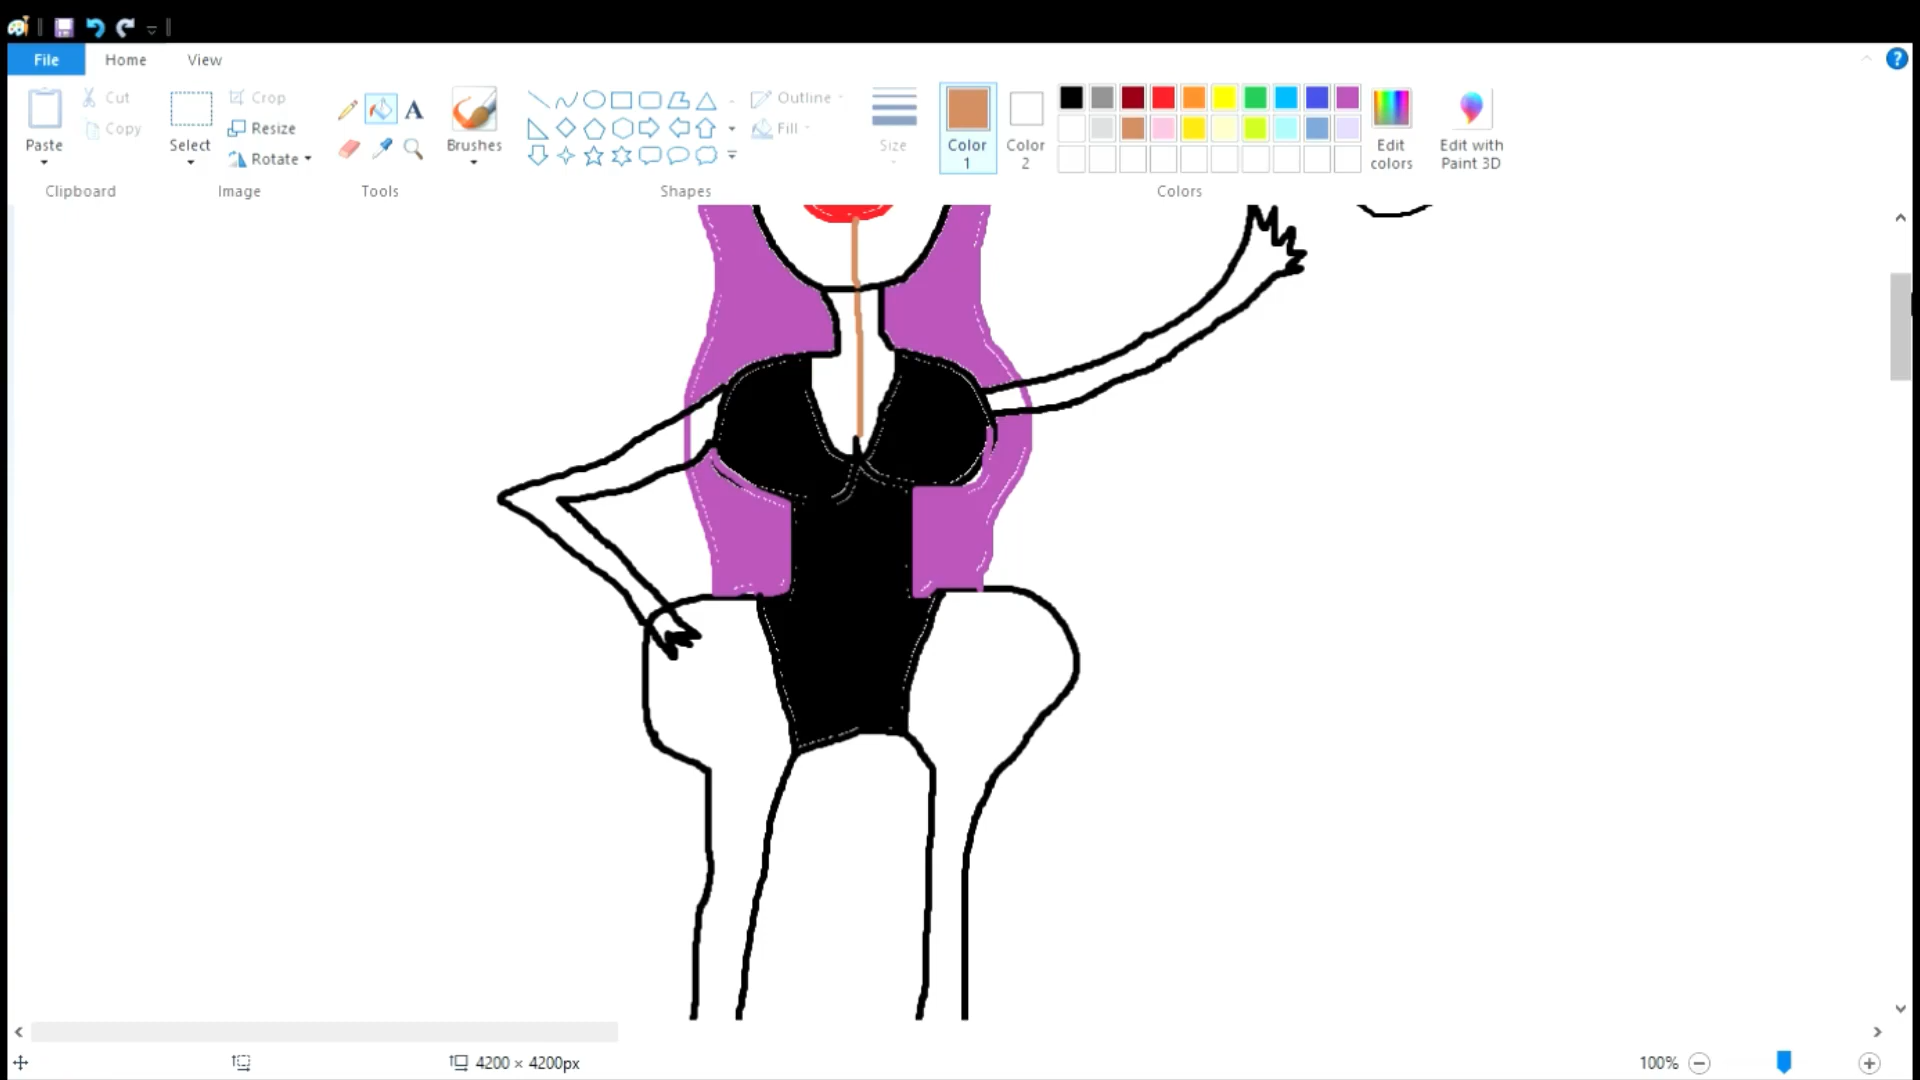 File Home View ?
Cut
Crop
Outline
Copy
Resize
Fill
Paste
Select
Rotate
Brushes
Size
Color
1
Color
2
Edit
colors
Edit with
Paint 3D
Clipboard
Image
Tools
Shapes
Colors
4200 × 4200px
100%